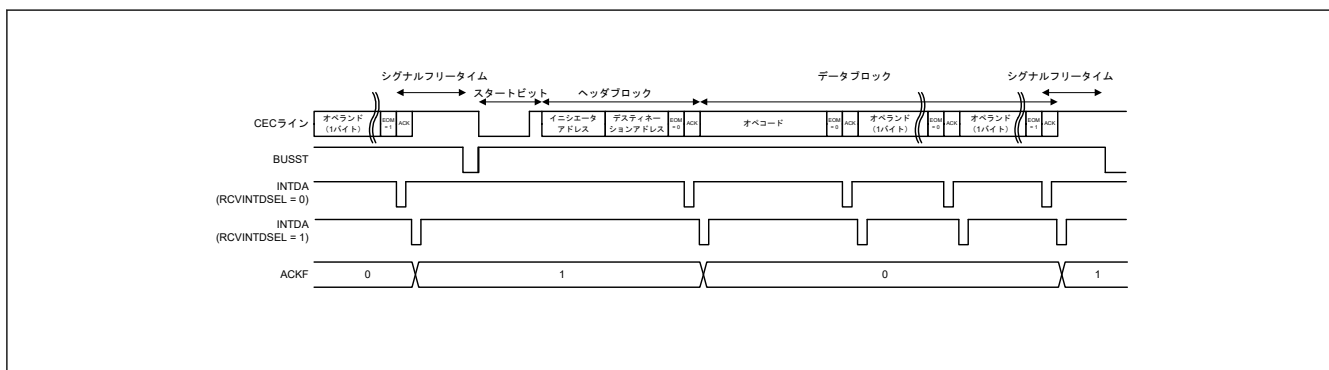 シグナルフリータイム
スタートビット
ヘッダブロック
データブロック
シグナルフリータイム
CECライン
オペランド
(1バイト)
EOM
= 1
ACK
イニシエータ
アドレス
デスティネー
ションアドレス
EOM
= 0
ACK
オペコード
EOM
= 0
ACK
オペランド
(1バイト)
EOM
= 0
ACK
オペランド
(1バイト)
EOM
= 1
ACK
BUSST
INTDA
(RCVINTDSEL = 0)
INTDA
(RCVINTDSEL = 1)
ACKF
0
1
0
1